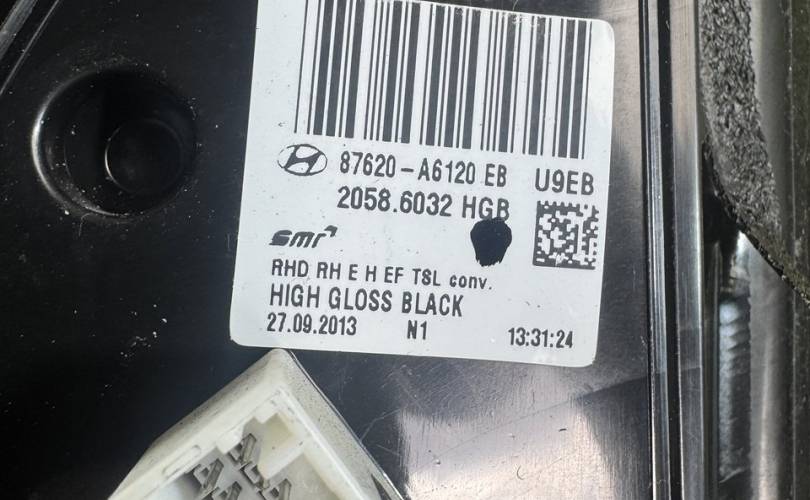 87620-A6120 EB U9EB
2058.6032 HGB
smr
RHD RH E H EF TSL conv.
HIGH GLOSS BLACK
27.09.2013 N1 13:31:24